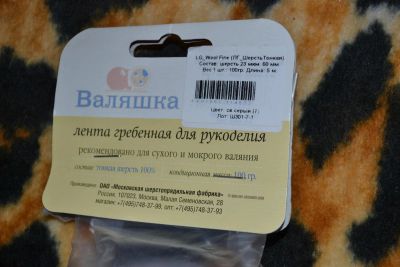 LG_Wool Fine (ПГ_Шерсть Тонкая)
Состав: шерсть 23 мкм. 60 мм
Вес 1 шт.: 100гр. Длина: 5 м.
Цвет: св.серый (7)
Лот: Ш301-7-1
Валяшка
лента гребенная для рукоделия
рекомендовано для сухого и мокрого валяния
состав: тонкая шерсть 100% кондиционная масса: 100 гр.
Произведено: ОАО «Московская шерстопрядильная фабрика»
Россия, 107023, Москва, Малая Семеновская, 28
магазин: +7(495)748-37-99, опт: +7(495)748-37-93